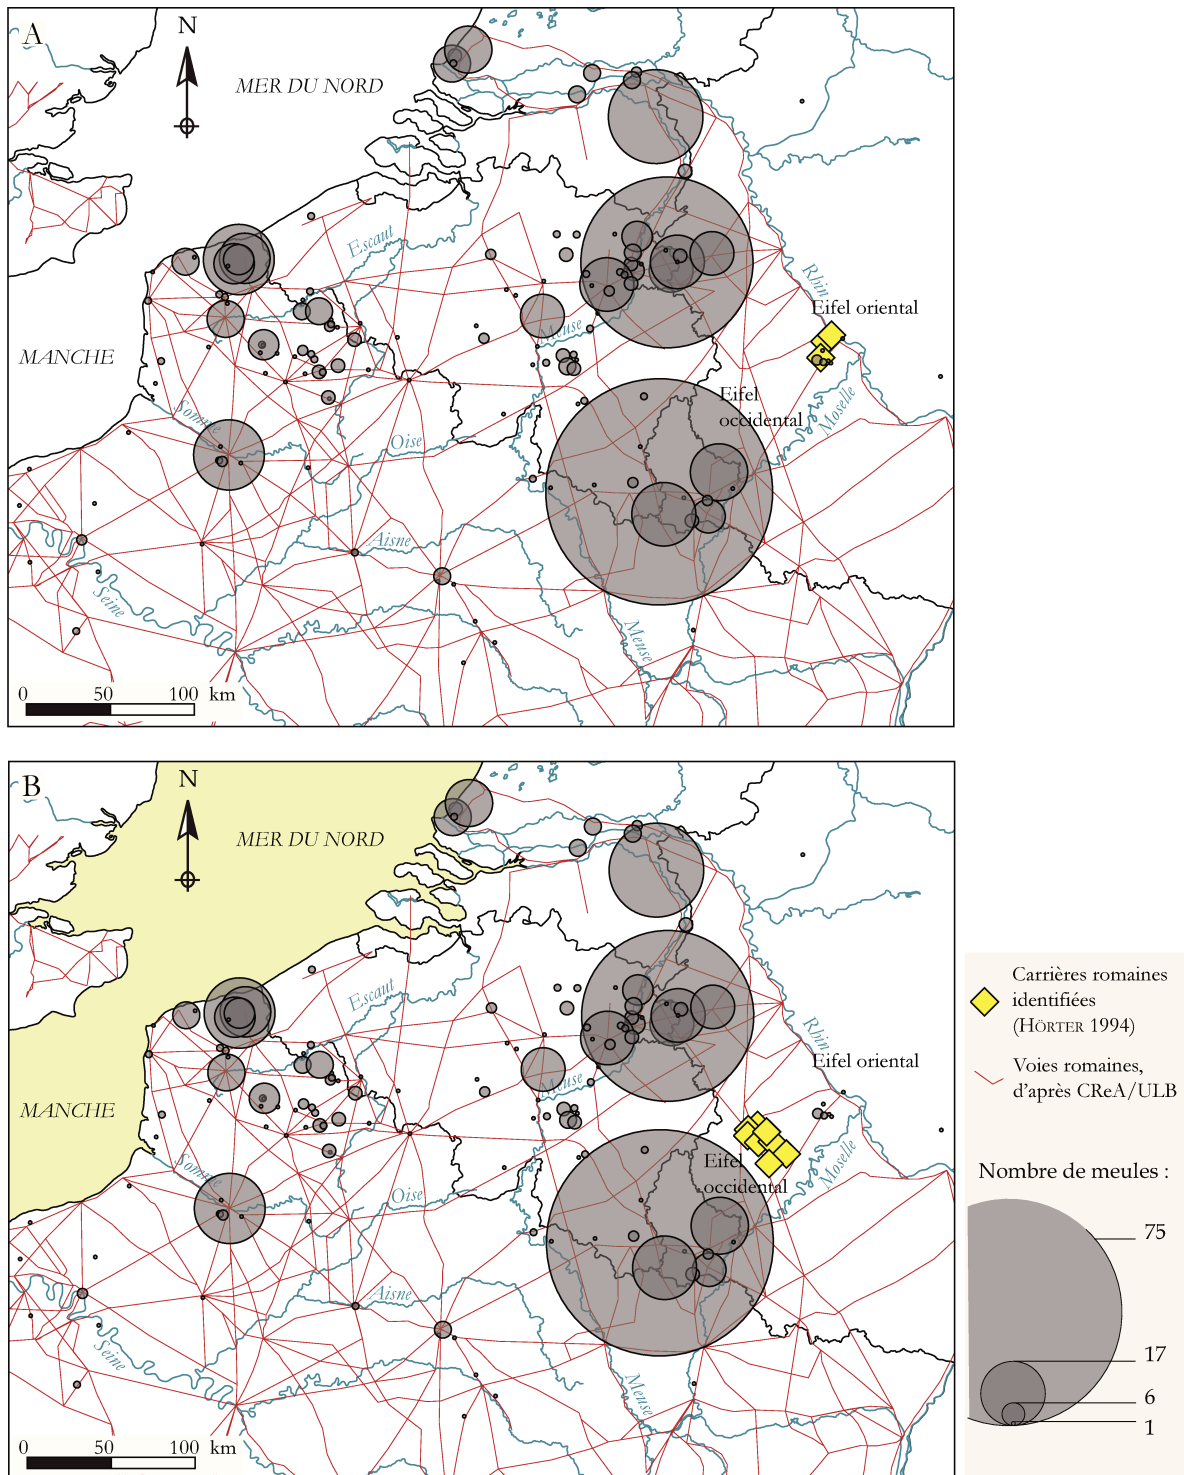 A
N
MER DU NORD
Escaut
Rhin
Eifel oriental
Meuse
MANCHE
Eifel
occidental
Moselle
Somme
Oise
Aisne
Seine
Meuse
0 50 100 km
B
N
MER DU NORD
Escaut
Rhin
Eifel oriental
Meuse
MANCHE
Eifel
occidental
Moselle
Somme
Oise
Aisne
Seine
Meuse
0 50 100 km
Carrières romaines
identifiées
(HÖRTER 1994)
Voies romaines,
d'après CReA/ULB
Nombre de meules :
75
17
6
1